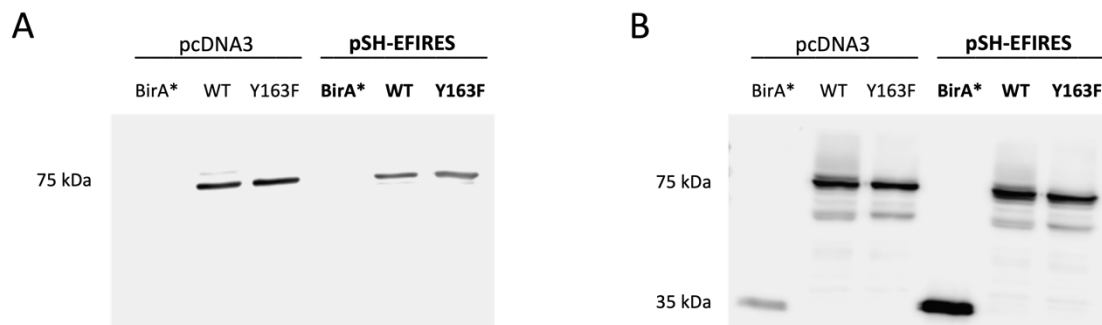 A
pcDNA3 pSH-EFIRES
BirA* WT Y163F BirA* WT Y163F
75 kDa
B
pcDNA3 pSH-EFIRES
BirA* WT Y163F BirA* WT Y163F
75 kDa
35 kDa